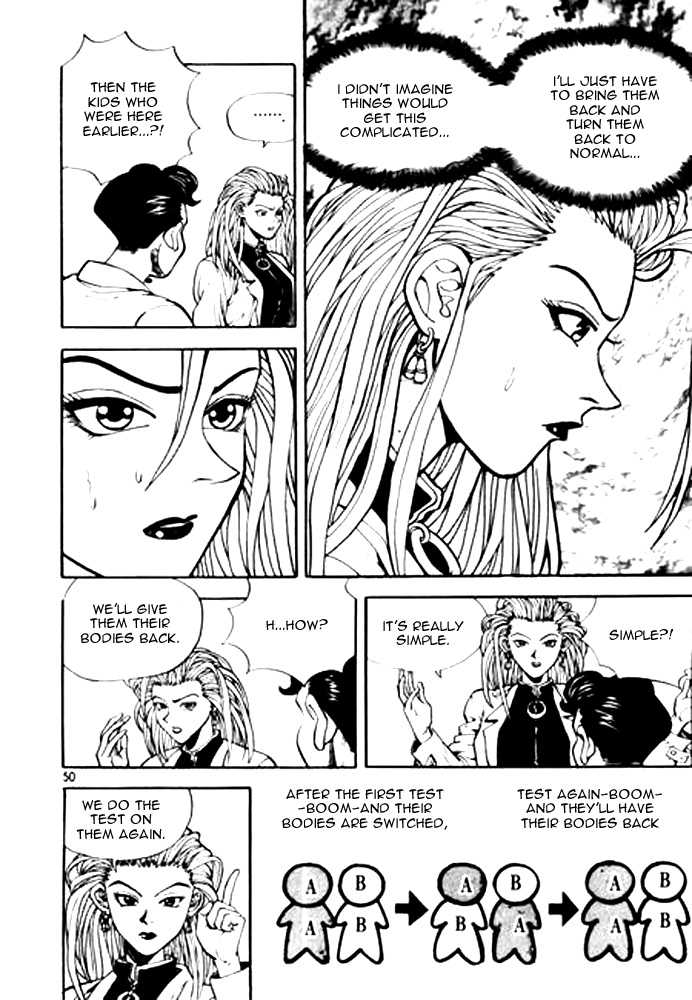 THEN THE
KIDS WHO
WERE HERE
EARLIER...?!
......
I DIDN'T IMAGINE
THINGS WOULD
GET THIS
COMPLICATED...
I'LL JUST HAVE
TO BRING THEM
BACK AND
TURN THEM
BACK TO
NORMAL...
WE'LL GIVE
THEM THEIR
BODIES BACK.
H...HOW?
IT'S REALLY
SIMPLE.
SIMPLE?!
50
WE DO THE
TEST ON
THEM AGAIN.
AFTER THE FIRST TEST
-BOOM-AND THEIR
BODIES ARE SWITCHED,
TEST AGAIN-BOOM-
AND THEY'LL HAVE
THEIR BODIES BACK
A B A B A B
A B B A A B